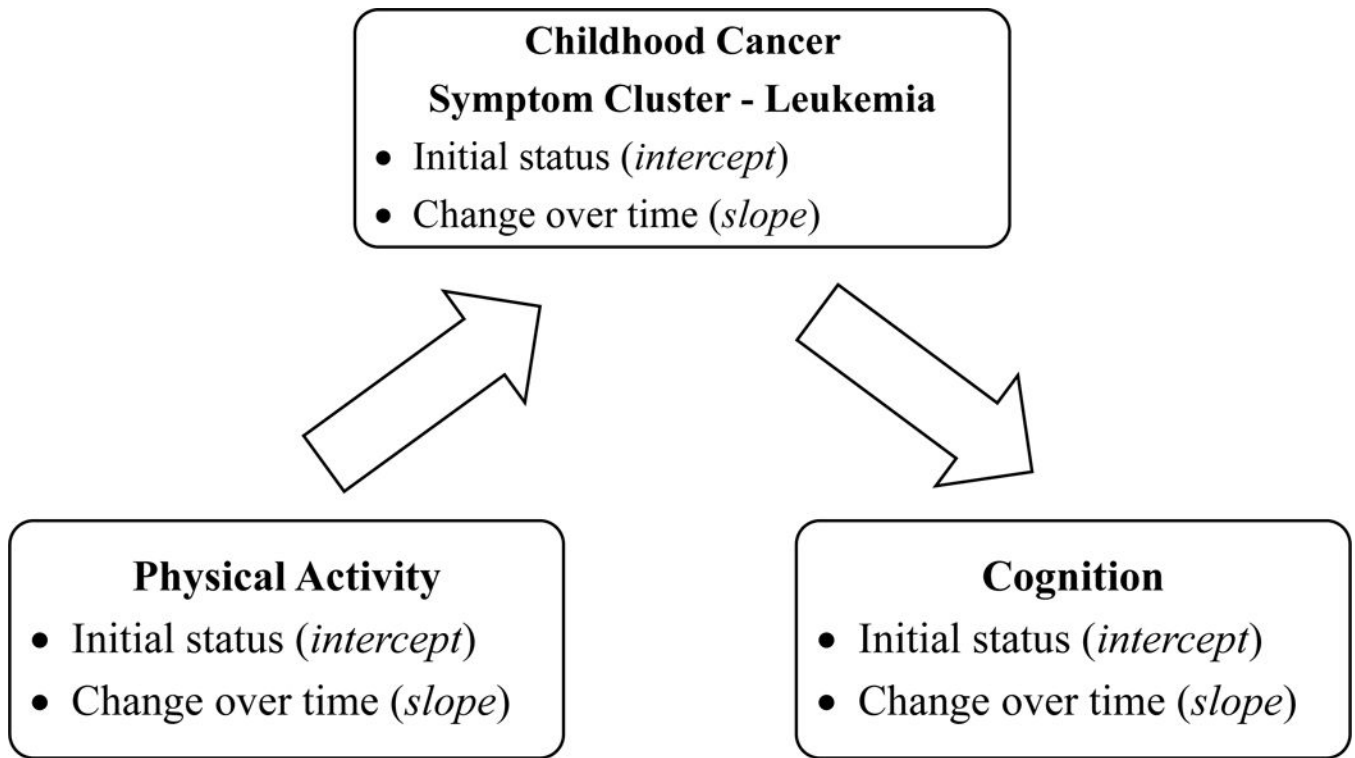 Childhood Cancer
Symptom Cluster - Leukemia
• Initial status (intercept)
• Change over time (slope)
Physical Activity
• Initial status (intercept)
• Change over time (slope)
Cognition
• Initial status (intercept)
• Change over time (slope)